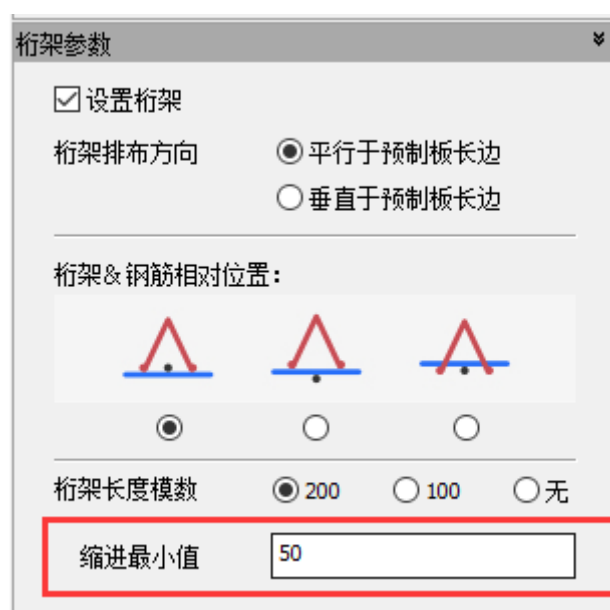 桁架参数
设置桁架
桁架排布方向 平行于预制板长边
垂直于预制板长边
桁架&钢筋相对位置:
桁架长度模数 200 100 无
缩进最小值 50